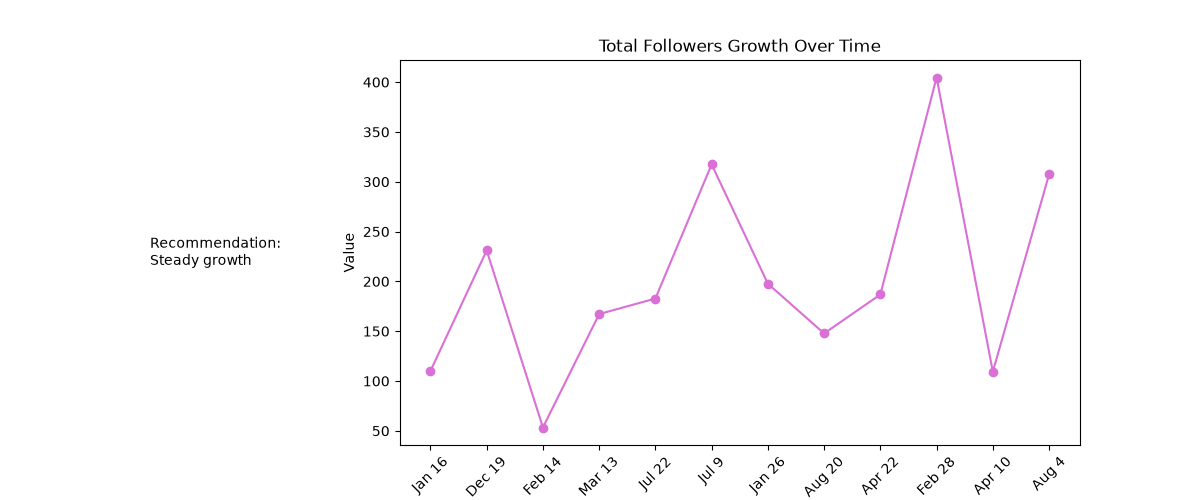 Total Followers Growth Over Time
Recommendation:
Steady growth
Value
400
350
300
250
200
150
100
50
Jan 16
Dec 19
Feb 14
Mar 13
Jul 22
Jul 9
Jan 26
Aug 20
Apr 22
Feb 28
Apr 10
Aug 4